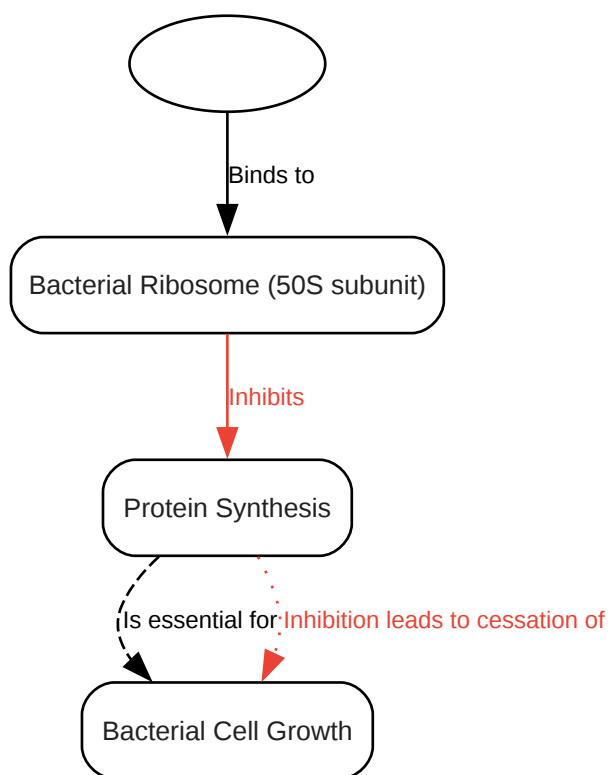 Binds to
Bacterial Ribosome (50S subunit)
Inhibits
Protein Synthesis
Is essential for
Inhibition leads to cessation of
Bacterial Cell Growth